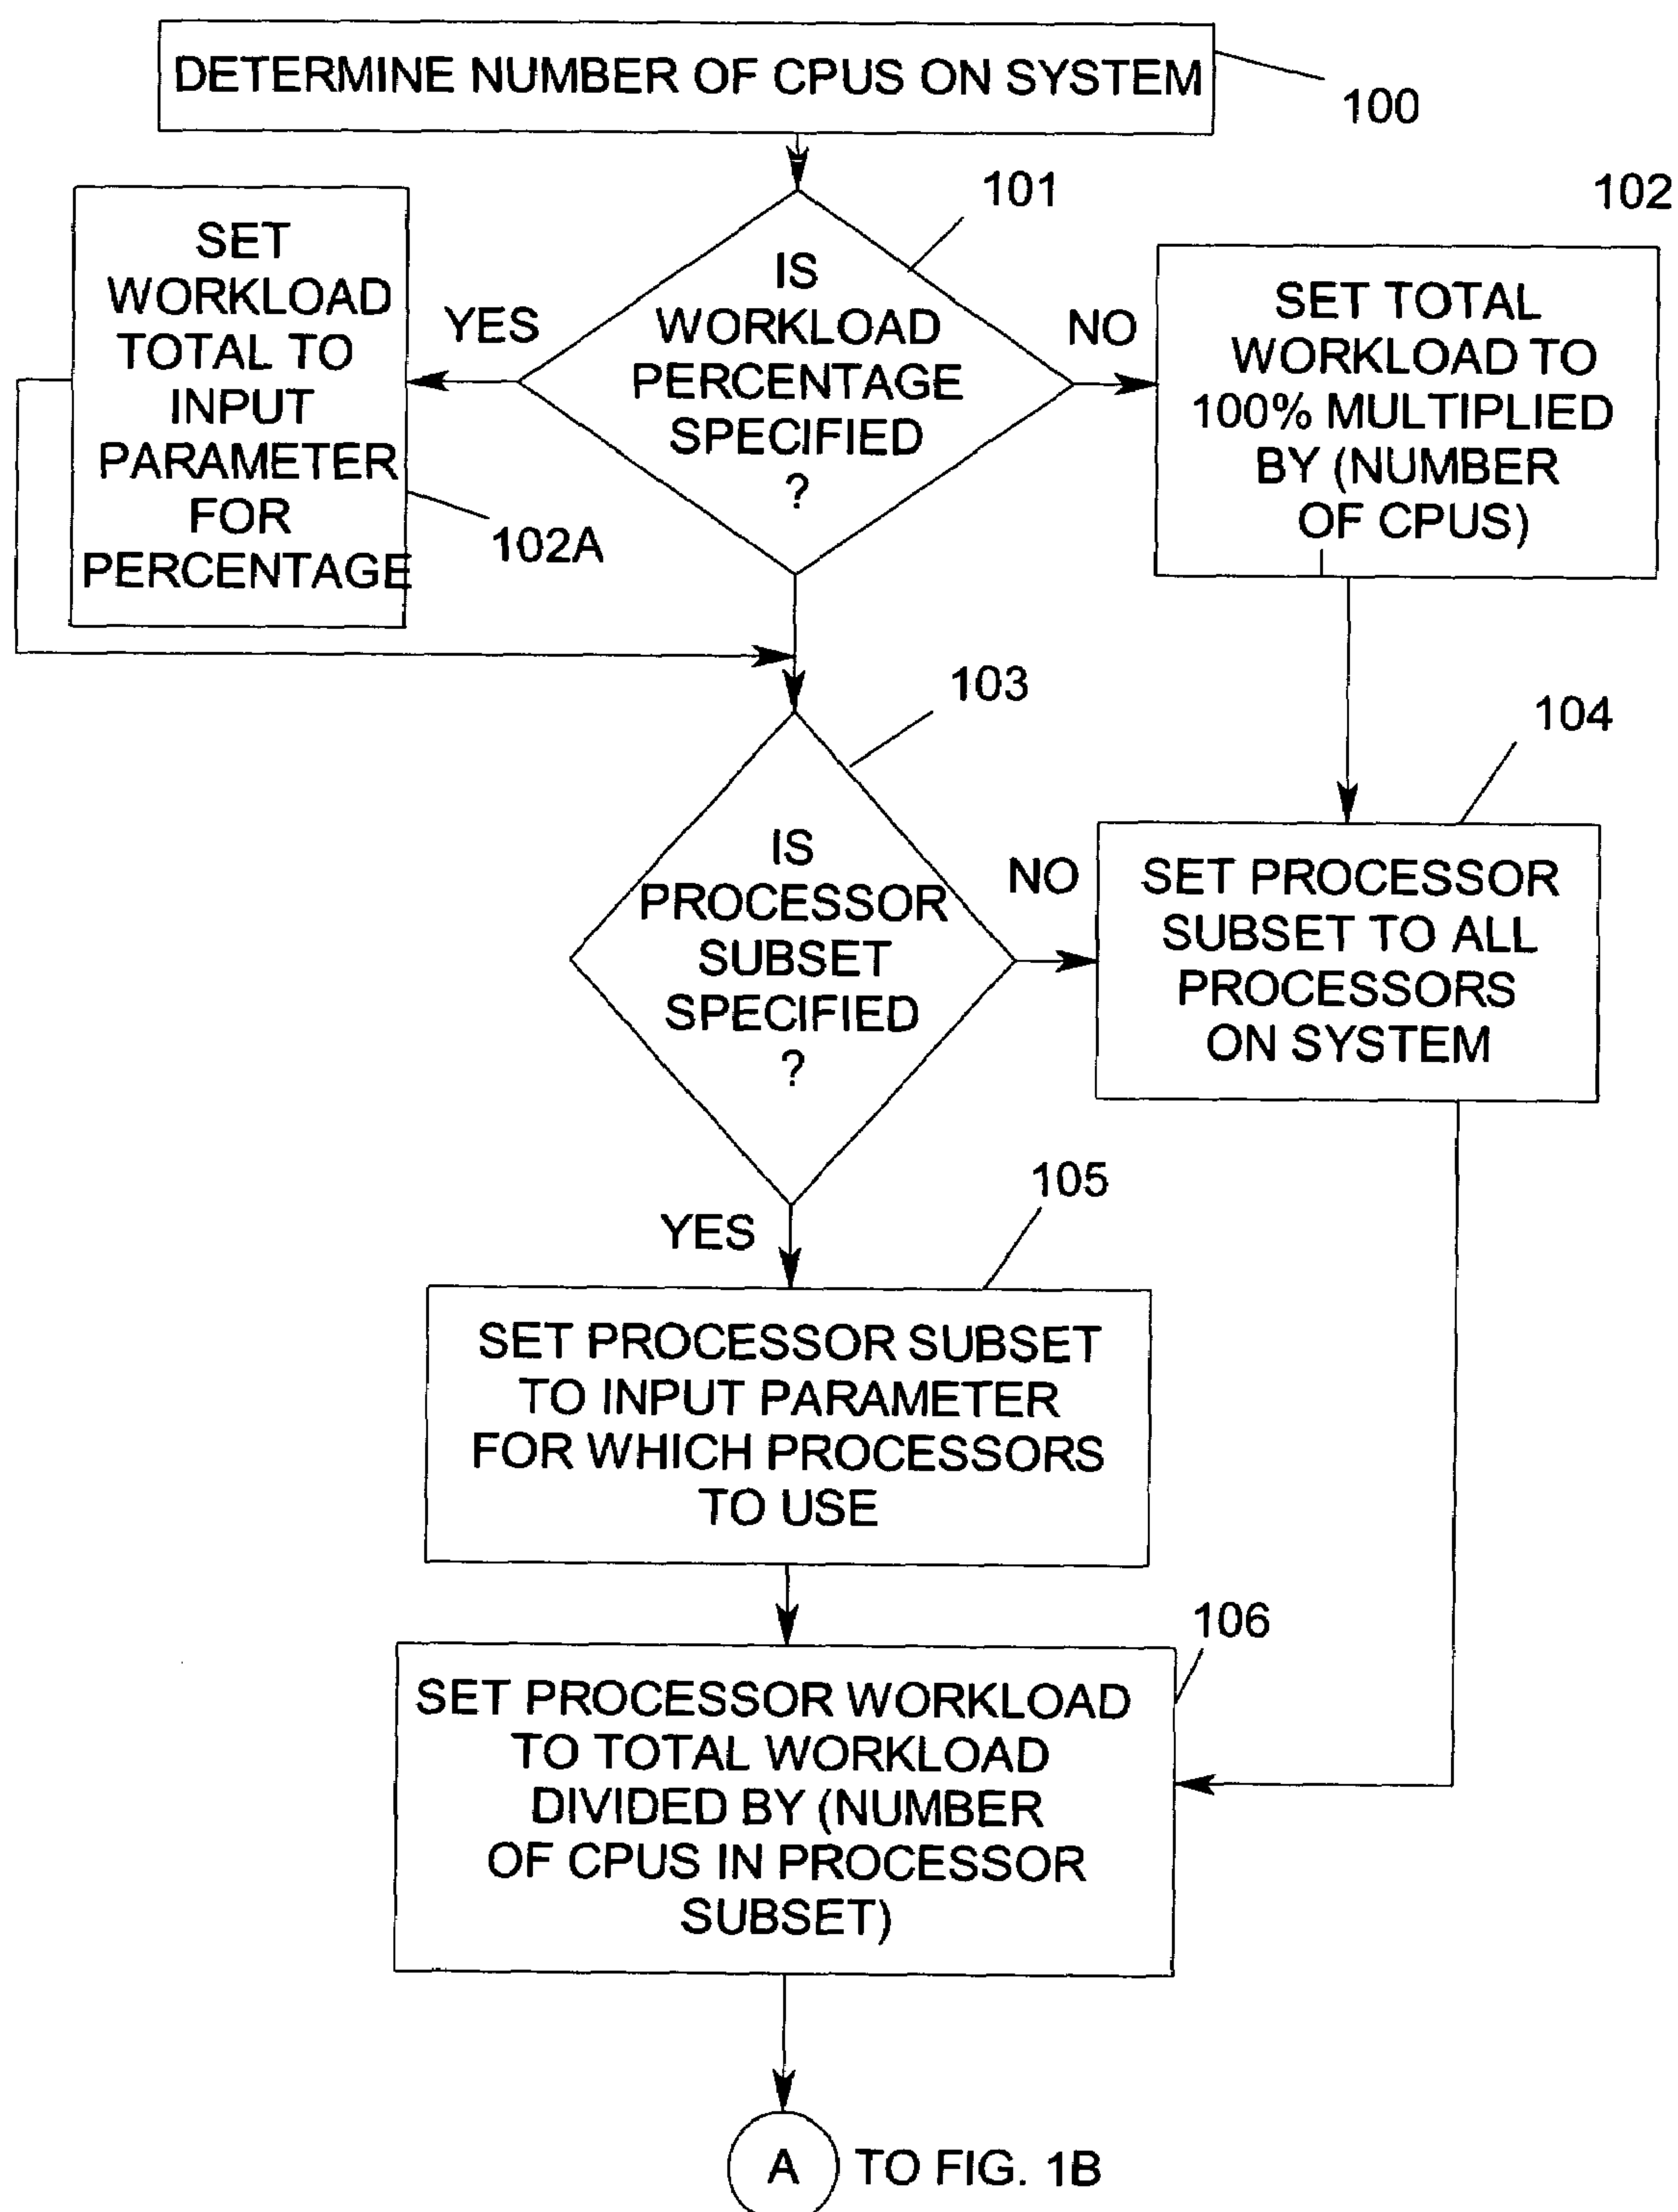 DETERMINE NUMBER OF CPUS ON SYSTEM
100
101
102
SET
WORKLOAD
TOTAL TO
INPUT
PARAMETER
FOR
PERCENTAGE
102A
YES
IS
WORKLOAD
PERCENTAGE
SPECIFIED
?
NO
SET TOTAL
WORKLOAD TO
100% MULTIPLIED
BY (NUMBER
OF CPUS)
103
104
IS
PROCESSOR
SUBSET
SPECIFIED
?
NO
SET PROCESSOR
SUBSET TO ALL
PROCESSORS
ON SYSTEM
YES
105
SET PROCESSOR SUBSET
TO INPUT PARAMETER
FOR WHICH PROCESSORS
TO USE
106
SET PROCESSOR WORKLOAD
TO TOTAL WORKLOAD
DIVIDED BY (NUMBER
OF CPUS IN PROCESSOR
SUBSET)
A TO FIG. 1B